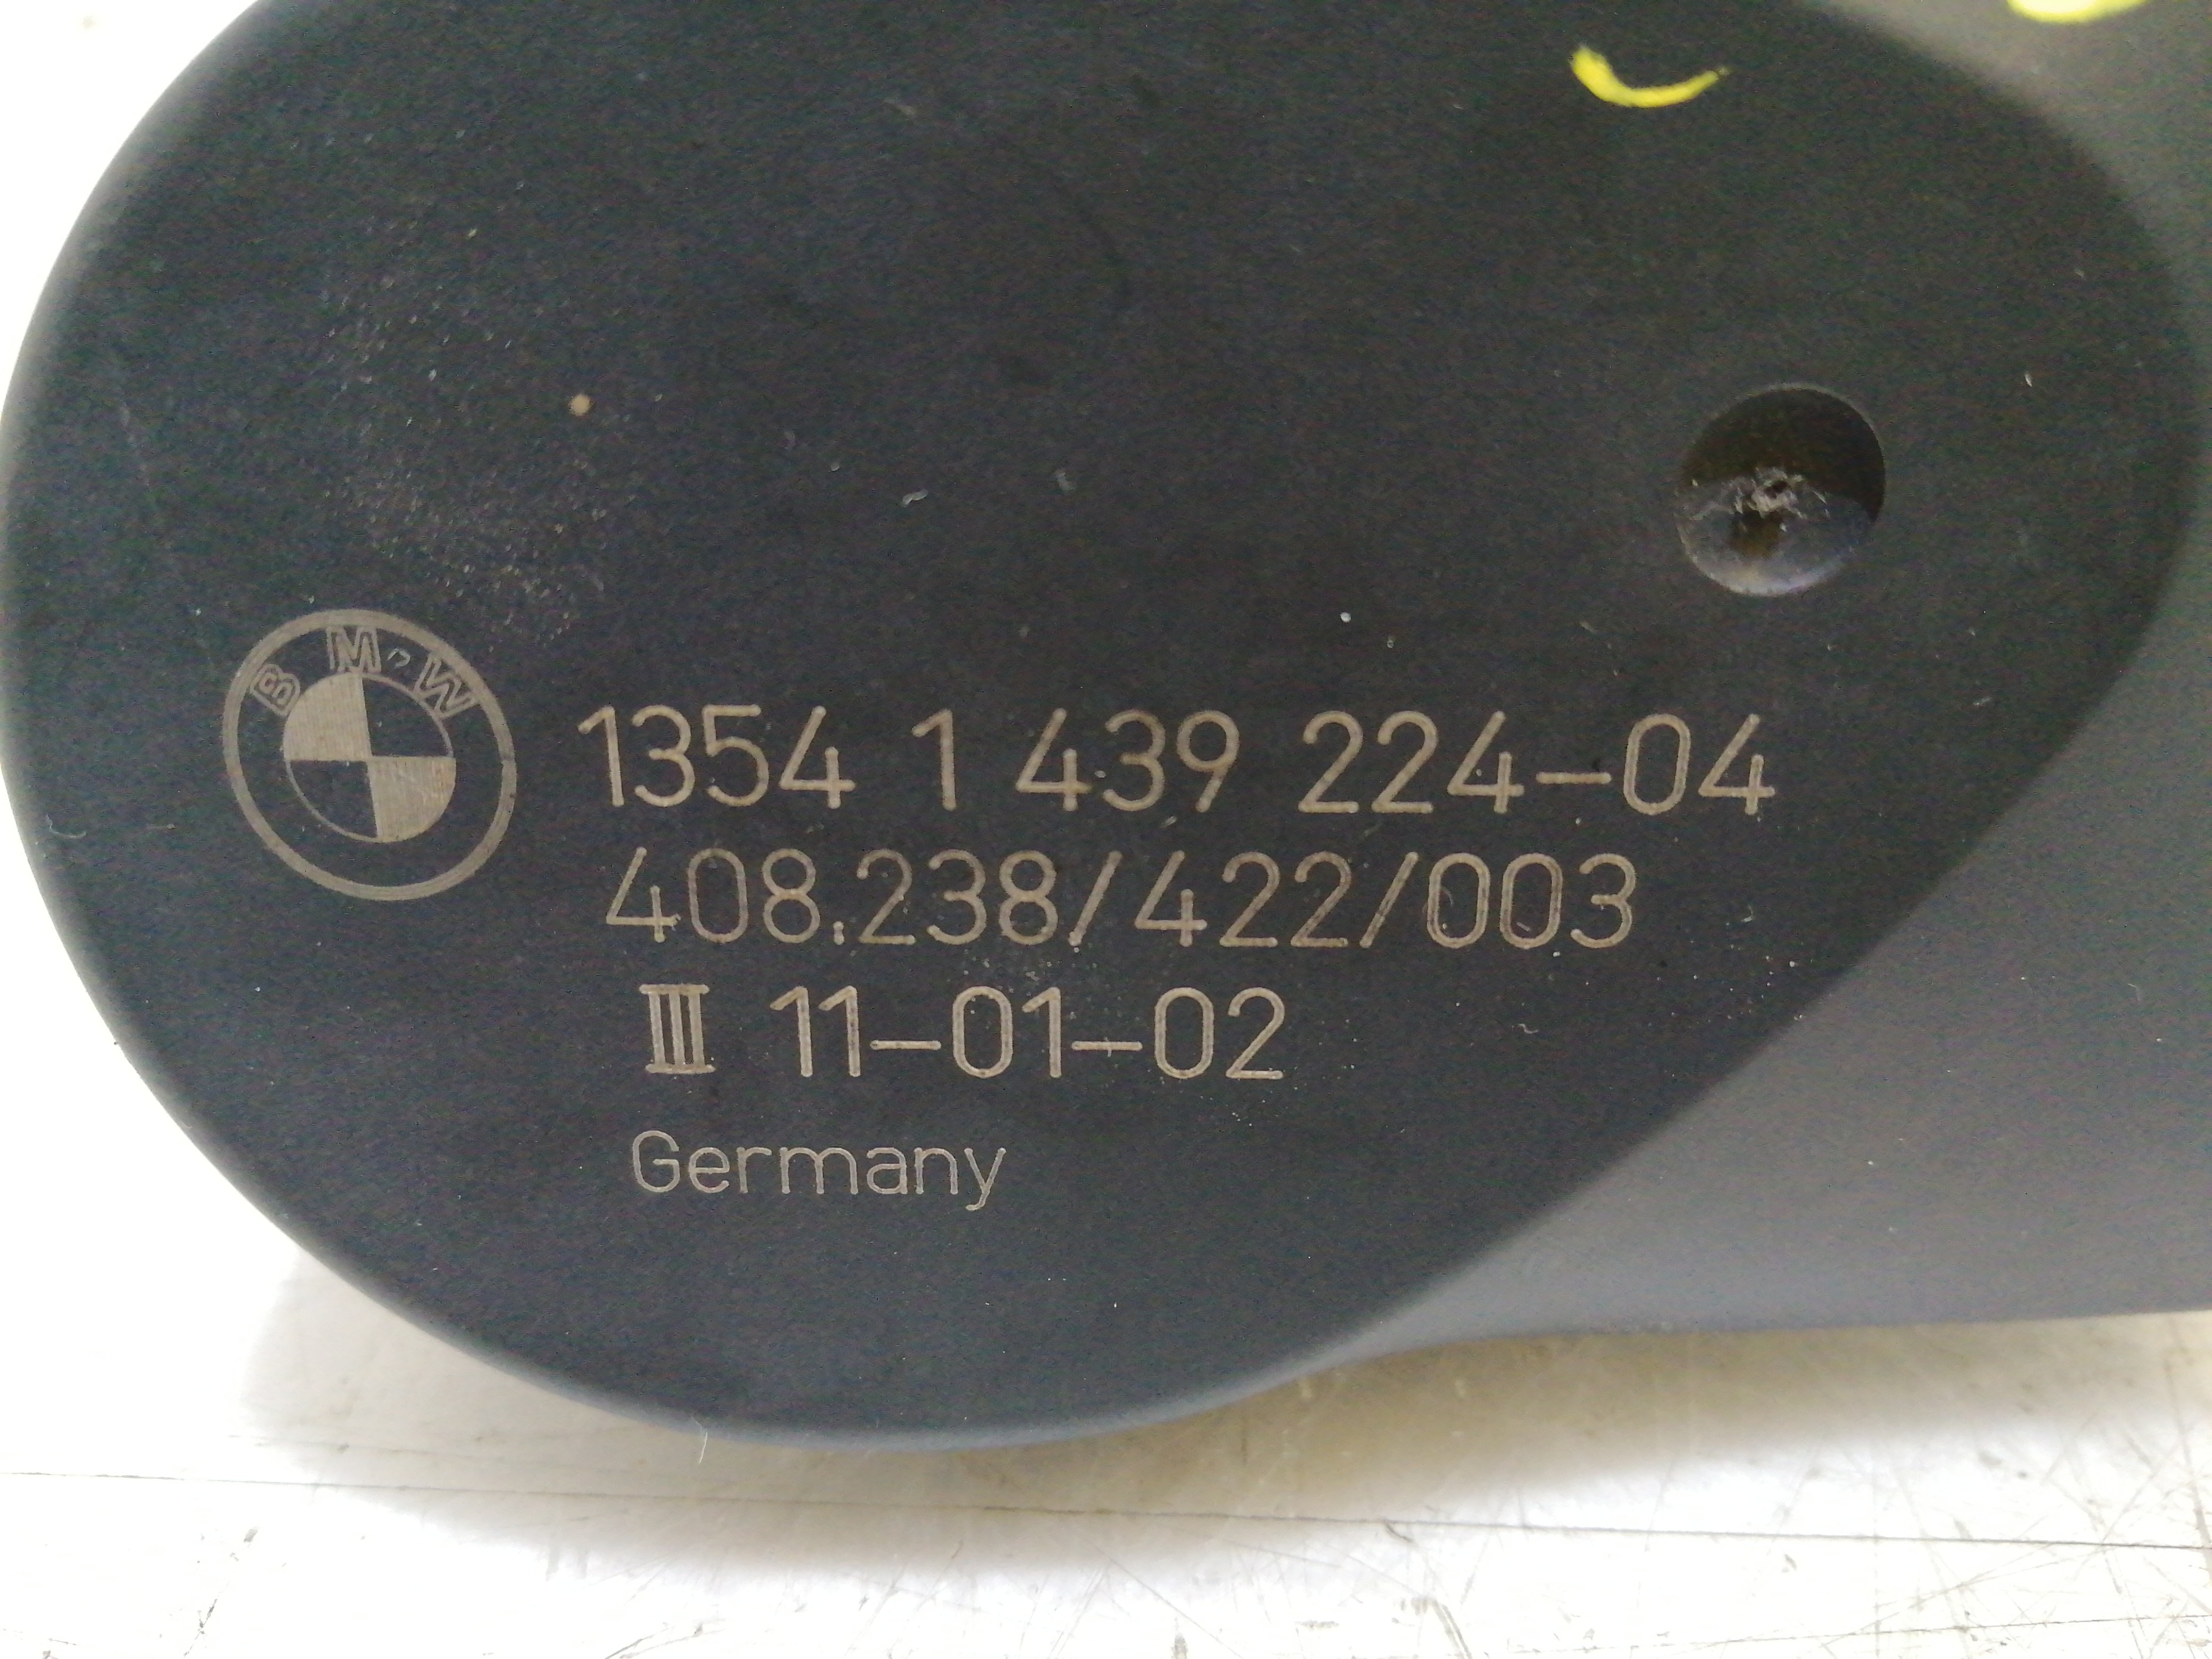 BMW
1354 1 439 224-04
408.238/422/003
III 11-01-02
Germany